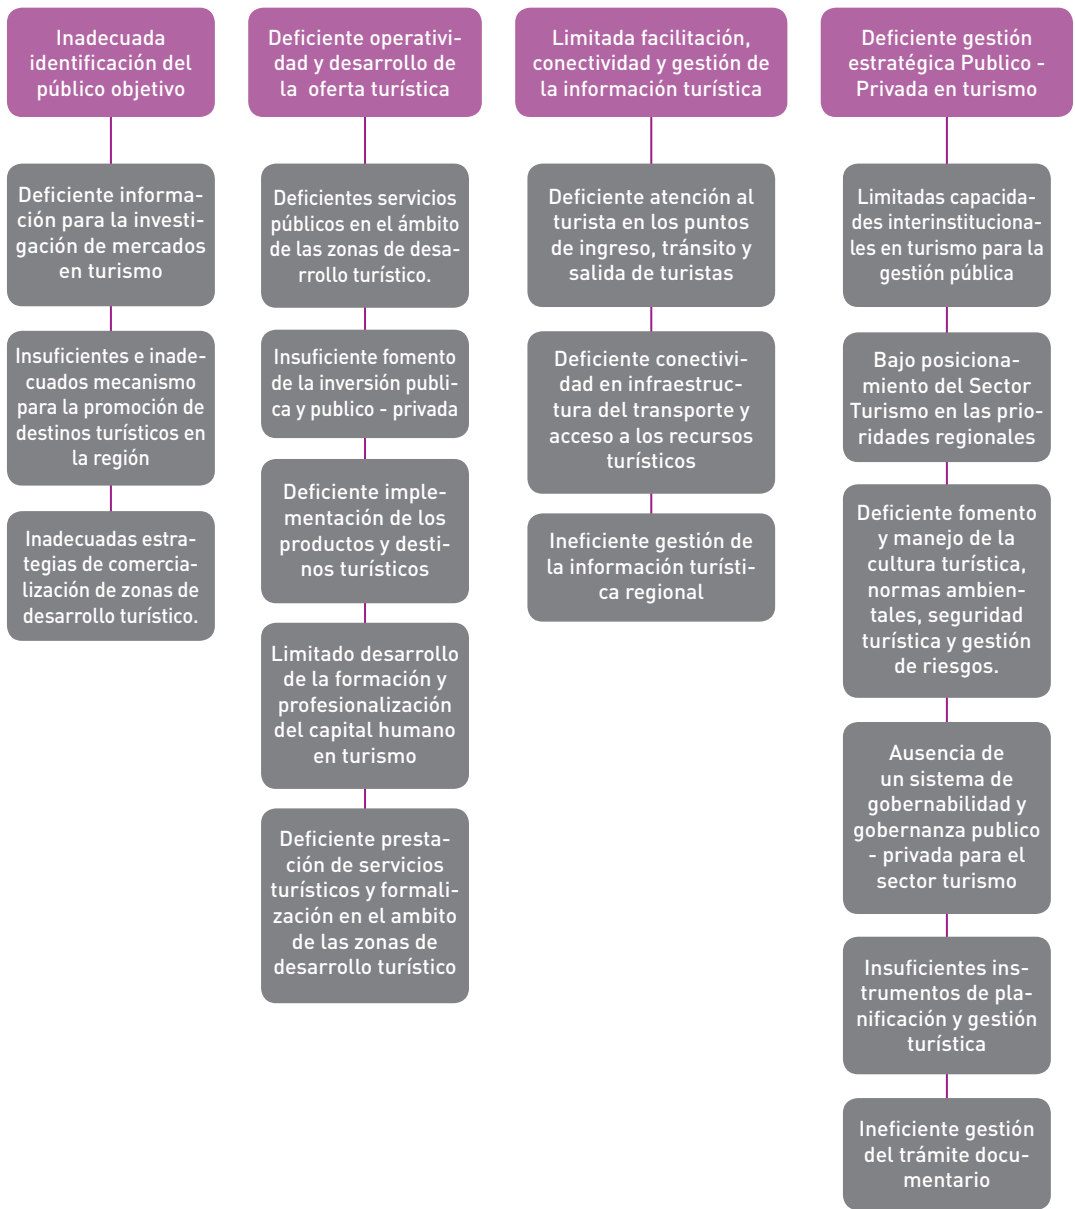 Inadecuada
identificación del
público objetivo
Deficiente información para la investi-
gación de mercados
en turismo
Insuficientes e inade-
cuados mecanismo
para la promoción de
destinos turísticos en
la región
Inadecuadas estra-
tegias de comercia-
lización de zonas de
desarrollo turístico.
Deficiente operativi-
dad y desarrollo de
la oferta turística
Deficientes servicios
públicos en el ámbito
de las zonas de desa-
rrollo turístico.
Insuficiente fomento
de la inversión publi-
ca y publico - privada
Deficiente imple-
mentación de los
productos y desti-
nos turísticos
Limitado desarrollo
de la formación y
profesionalización
del capital humano
en turismo
Deficiente presta-
ción de servicios
turísticos y formali-
zación en el ambito
de las zonas de
desarrollo turístico
Limitada facilitación,
conectividad y gestión de
la información turística
Deficiente atención al
turista en los puntos
de ingreso, tránsito y
salida de turistas
Deficiente conectivi-
dad en infraestruc-
tura del transporte y
acceso a los recursos
turísticos
Ineficiente gestión de
la información turísti-
ca regional
Deficiente gestión
estratégica Publico -
Privada en turismo
Limitadas capacida-
des interinstituciona-
les en turismo para la
gestión pública
Bajo posiciona-
miento del Sector
Turismo en las prio-
ridades regionales
Deficiente fomento
y manejo de la
cultura turística,
normas ambien-
tales, seguridad
turística y gestión
de riesgos.
Ausencia de
un sistema de
gobernabilidad y
gobernanza publico
- privada para el
sector turismo
Insuficientes ins-
trumentos de pla-
nificación y gestión
turística
Ineficiente gestión
del trámite docu-
mentario